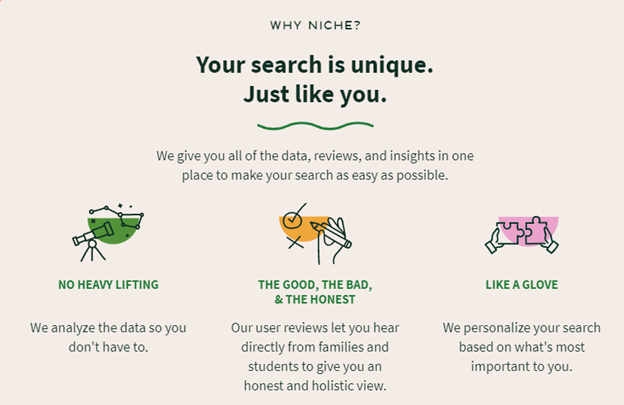 WHY NICHE?
Your search is unique.
Just like you.
We give you all of the data, reviews, and insights in one
place to make your search as easy as possible.
NO HEAVY LIFTING
We analyze the data so you
don't have to.
THE GOOD, THE BAD,
& THE HONEST
Our user reviews let you hear
directly from families and
students to give you an
honest and holistic view.
LIKE A GLOVE
We personalize your search
based on what's most
important to you.